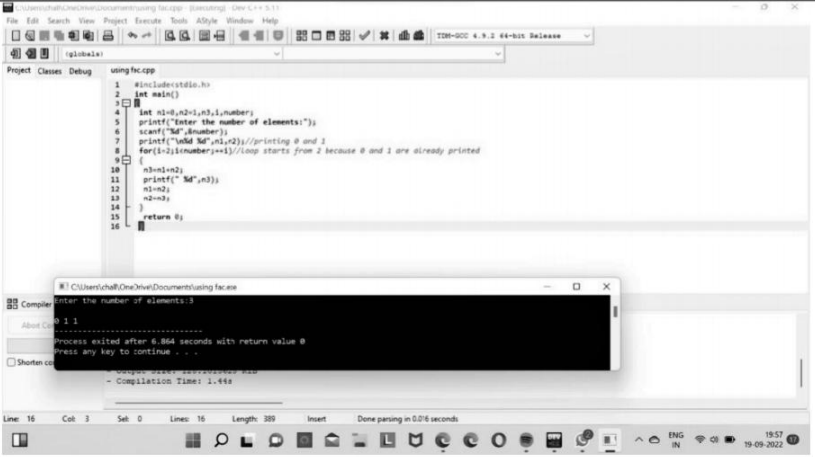 C:\Users\chall\OneDrive\Documents\using fac.cpp - [Executing] - Dev-C++ 5.11
File Edit Search View Project Execute Tools AStyle Window Help
TDM-GCC 4.9.2 64-bit Release
(globals)
Project Classes Debug using fac.cpp
1 #include<stdio.h>
2 int main()
3 {
4 int n1=0,n2=1,n3,i,number;
5 printf("Enter the number of elements:");
6 scanf("%d",&number);
7 printf("\n%d %d",n1,n2);//printing 0 and 1
8 for(i=2;i<number;++i)//loop starts from 2 because 0 and 1 are already printed
9 {
10 n3=n1+n2;
11 printf(" %d",n3);
12 n1=n2;
13 n2=n3;
14 }
15 return 0;
16 }
C:\Users\chall\OneDrive\Documents\using fac.exe
Enter the number of elements:3
0 1 1
--------------------------------
Process exited after 6.864 seconds with return value 0
Press any key to continue . . .
Compiler
Abort Co
Shorten co
- Compilation Time: 1.44s
Line: 16 Col: 3 Sel: 0 Lines: 16 Length: 389 Insert Done parsing in 0.016 seconds
ENG
IN
19:57
19-09-2022